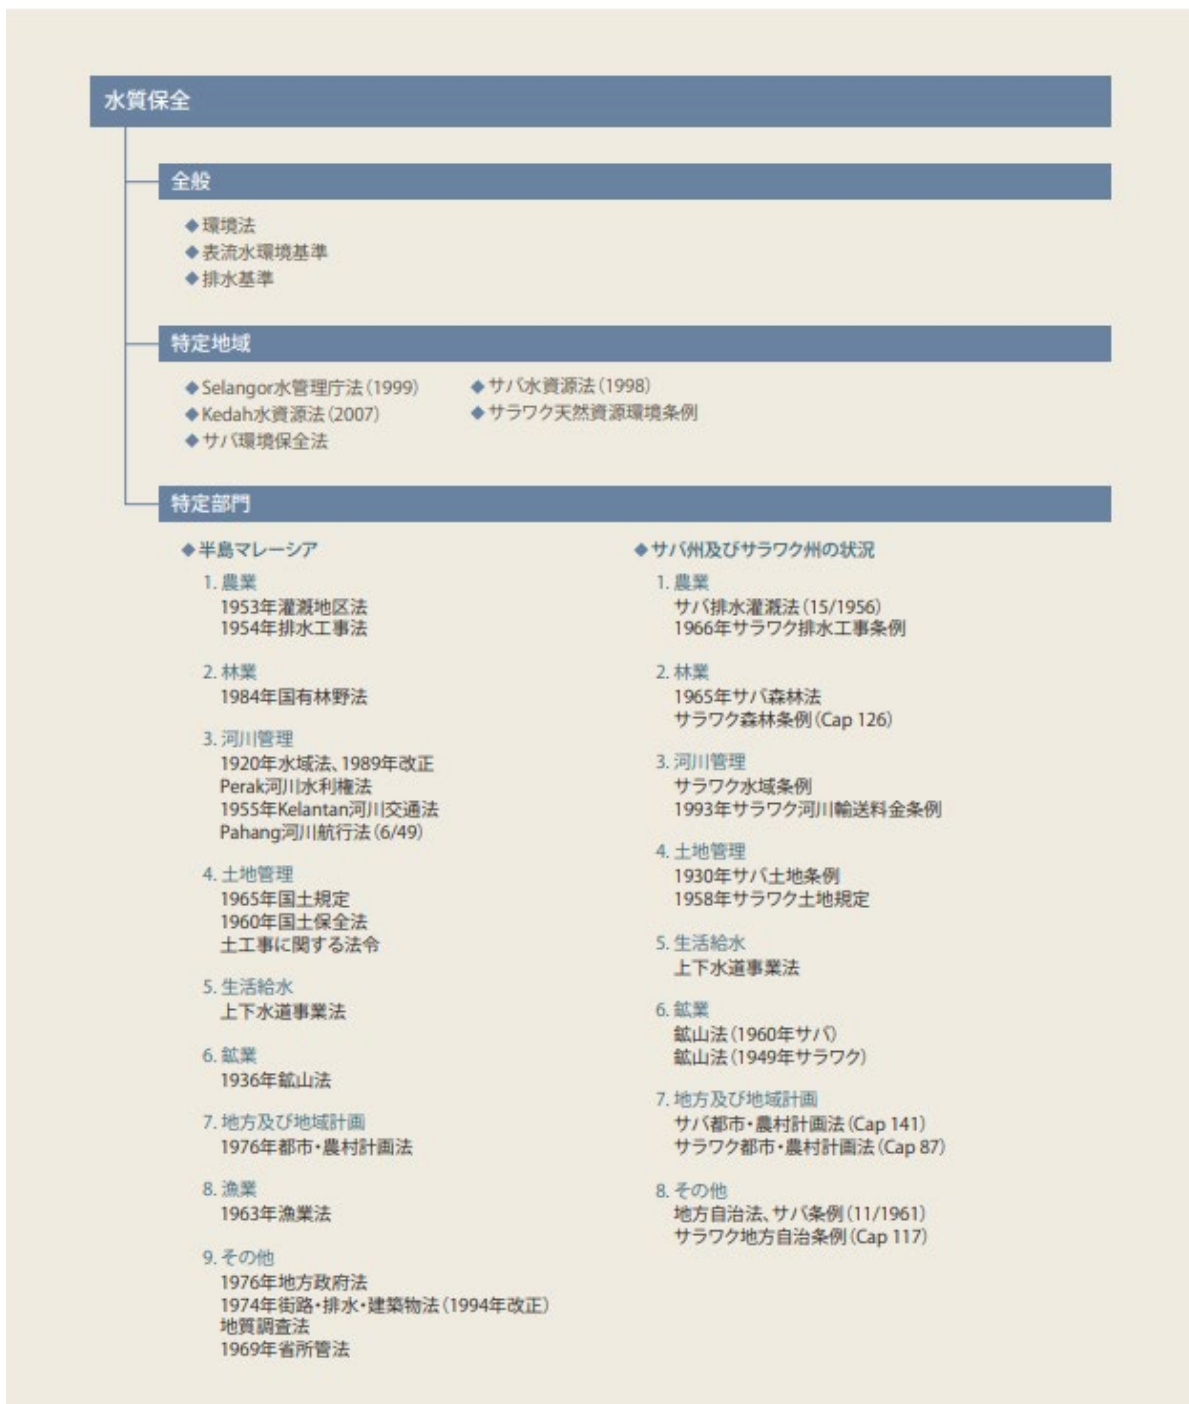 水質保全
全般
◆環境法
◆表流水環境基準
◆排水基準
特定地域
◆Selangor水管理庁法(1999)
◆Kedah水資源法(2007)
◆サバ環境保全法
◆サバ水資源法(1998)
◆サラワク天然資源環境条例
特定部門
◆半島マレーシア
1. 農業
1953年灌漑地区法
1954年排水工事法
2. 林業
1984年国有林野法
3. 河川管理
1920年水域法、1989年改正
Perak河川水利権法
1955年Kelantan河川交通法
Pahang河川航行法(6/49)
4. 土地管理
1965年国土規定
1960年国土保全法
土工事に関する法令
5. 生活給水
上下水道事業法
6. 鉱業
1936年鉱山法
7. 地方及び地域計画
1976年都市・農村計画法
8. 漁業
1963年漁業法
9. その他
1976年地方政府法
1974年街路・排水・建築物法(1994年改正)
地質調査法
1969年省所管法
◆サバ州及びサラワク州の状況
1. 農業
サバ排水灌漑法(15/1956)
1966年サラワク排水工事条例
2. 林業
1965年サバ森林法
サラワク森林条例(Cap 126)
3. 河川管理
サラワク水域条例
1993年サラワク河川輸送料金条例
4. 土地管理
1930年サバ土地条例
1958年サラワク土地規定
5. 生活給水
上下水道事業法
6. 鉱業
鉱山法(1960年サバ)
鉱山法(1949年サラワク)
7. 地方及び地域計画
サバ都市・農村計画法(Cap 141)
サラワク都市・農村計画法(Cap 87)
8. その他
地方自治法、サバ条例(11/1961)
サラワク地方自治条例(Cap 117)